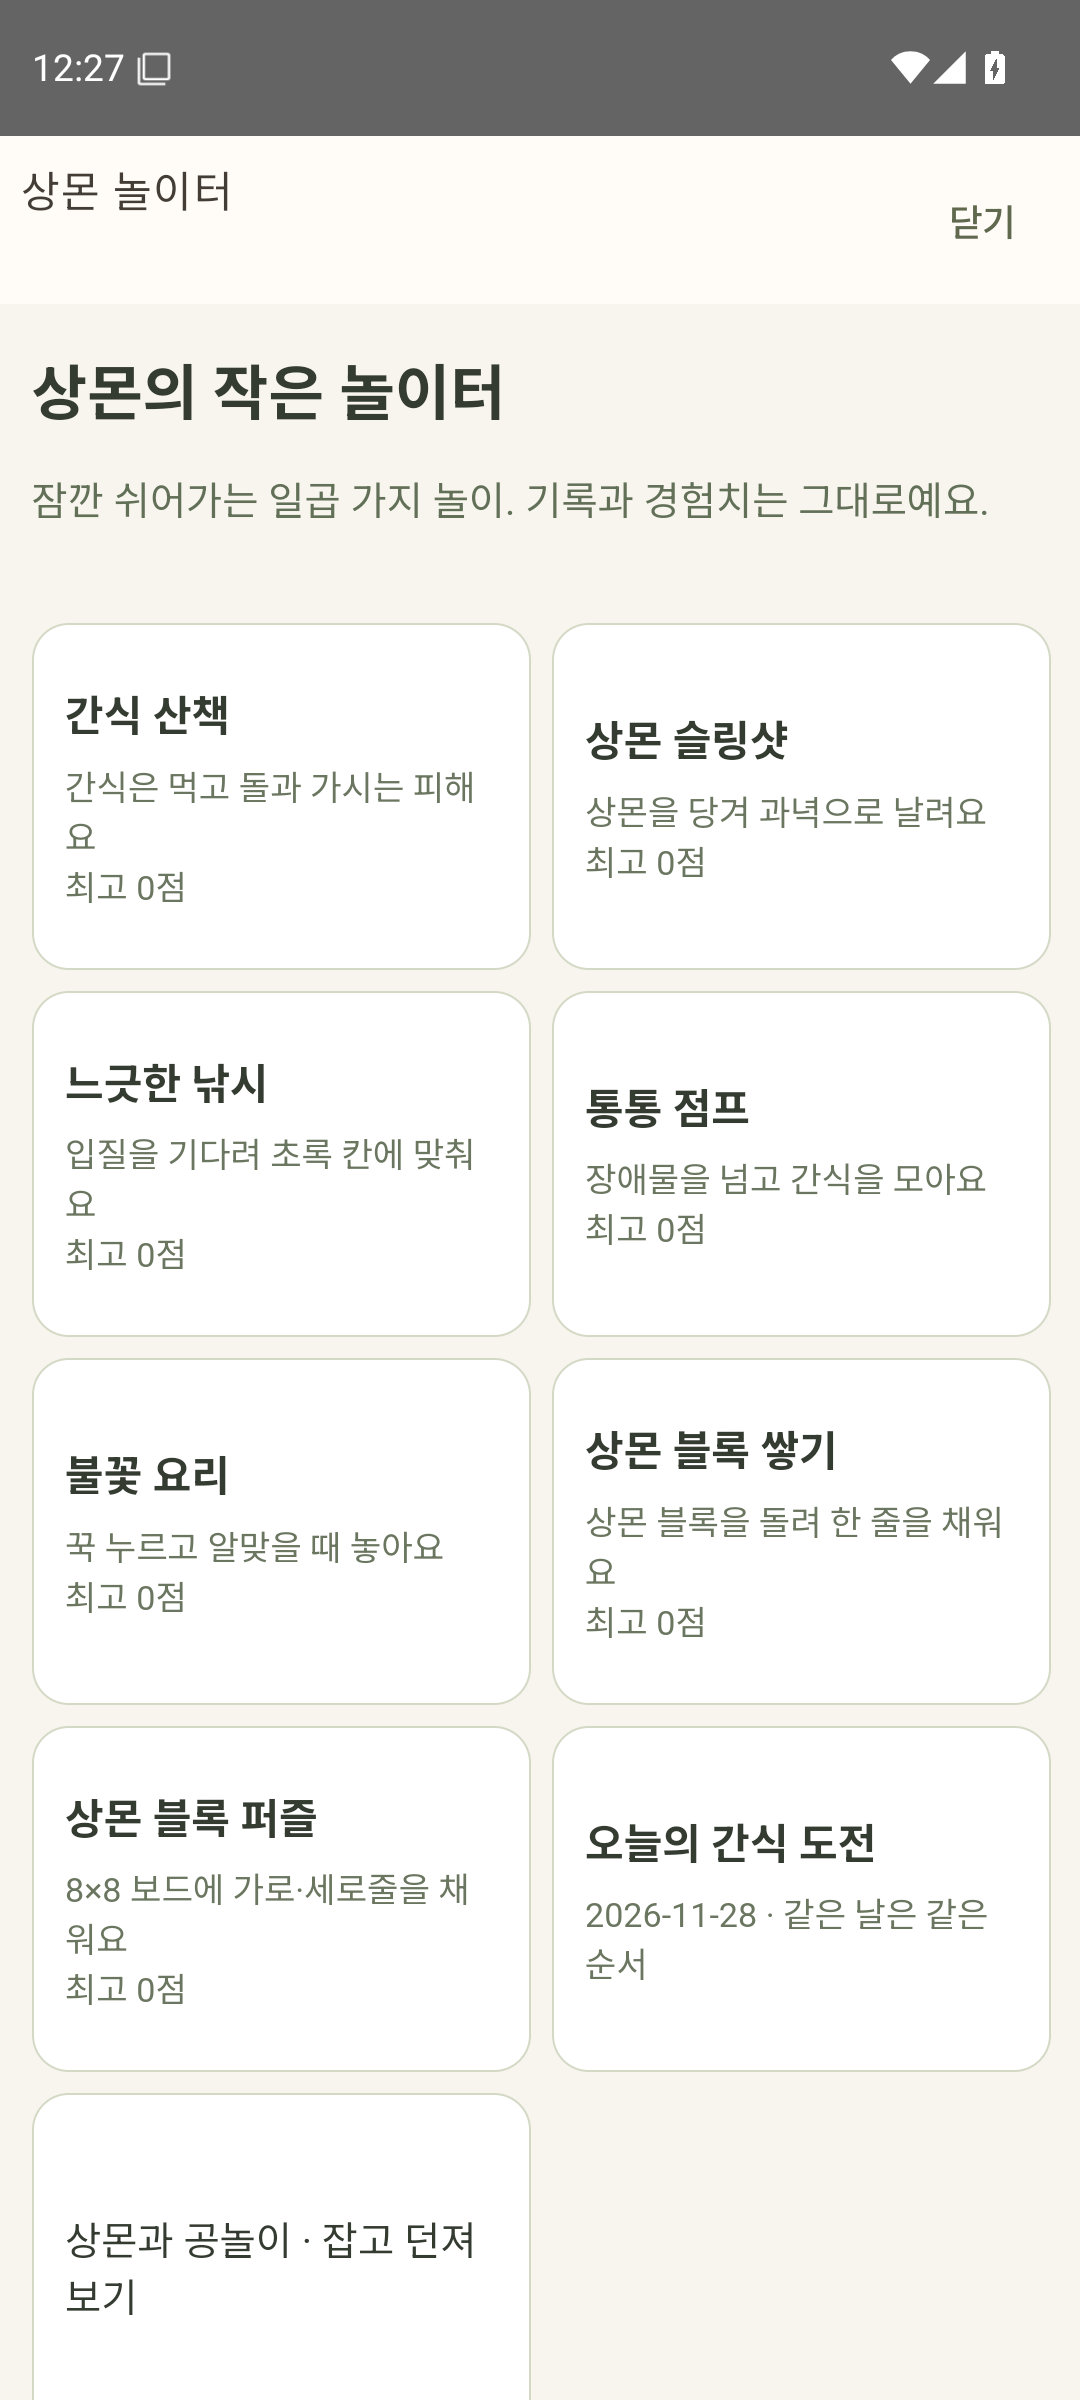 12:27
상몬 놀이터
닫기
상몬의 작은 놀이터
잠깐 쉬어가는 일곱 가지 놀이. 기록과 경험치는 그대로예요.
간식 산책
간식은 먹고 돌과 가시는 피해
요
최고 0점
상몬 슬링샷
상몬을 당겨 과녁으로 날려요
최고 0점
느긋한 낚시
입질을 기다려 초록 칸에 맞춰
요
최고 0점
통통 점프
장애물을 넘고 간식을 모아요
최고 0점
불꽃 요리
꾹 누르고 알맞을 때 놓아요
최고 0점
상몬 블록 쌓기
상몬 블록을 돌려 한 줄을 채워
요
최고 0점
상몬 블록 퍼즐
8×8 보드에 가로·세로줄을 채
워요
최고 0점
오늘의 간식 도전
2026-11-28 · 같은 날은 같은
순서
상몬과 공놀이 · 잡고 던져
보기